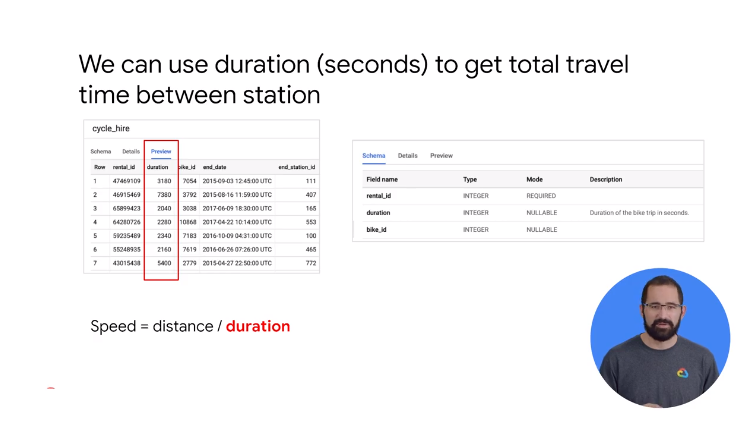 We can use duration (seconds) to get total travel
time between station
cycle_hire
Schema Details Preview
Row rental_id duration bike_id end_date end_station_id
1 47469109 3180 7054 2015-09-03 12:45:00 UTC 111
2 46915469 7380 3792 2015-08-16 11:59:00 UTC 407
3 65899423 2040 3038 2017-06-09 18:30:00 UTC 165
4 64280726 2280 10868 2017-04-22 10:14:00 UTC 553
5 59235489 2340 7183 2016-10-09 04:31:00 UTC 100
6 55248935 2160 7619 2016-06-26 07:26:00 UTC 465
7 43015438 5400 2779 2015-04-27 22:50:00 UTC 772
Schema Details Preview
Field name Type Mode Description
rental_id INTEGER REQUIRED
duration INTEGER NULLABLE Duration of the bike trip in seconds.
bike_id INTEGER NULLABLE
Speed = distance / duration